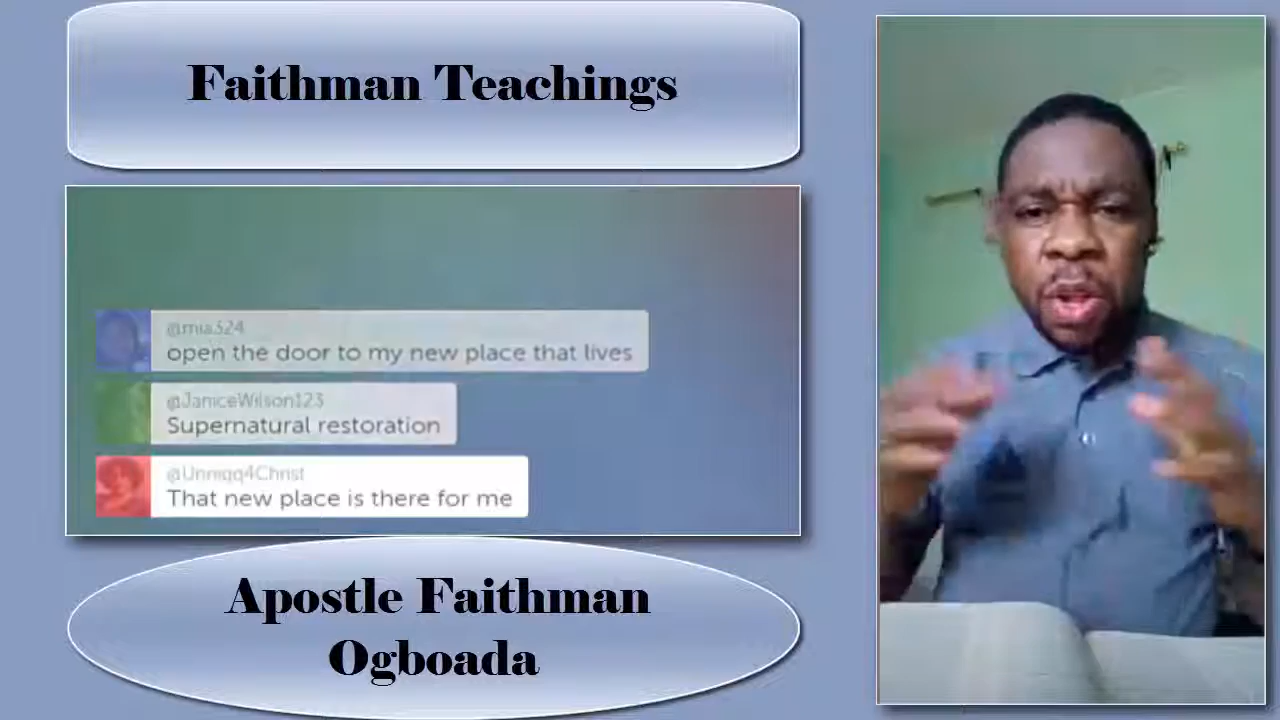 Faithman Teachings
@mia324
open the door to my new place that lives
@JaniceWilson123
Supernatural restoration
@Unniqq4Christ
That new place is there for me
Apostle Faithman
Ogboada